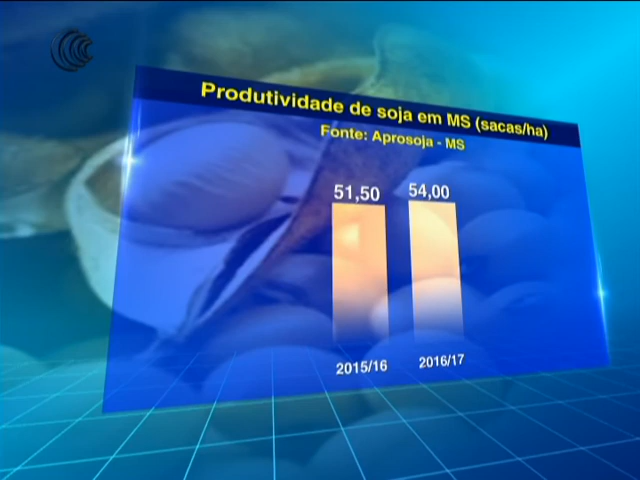 Produtividade de soja em MS (sacas/ha)
Fonte: Aprosoja - MS
51,50 54,00
2015/16 2016/17